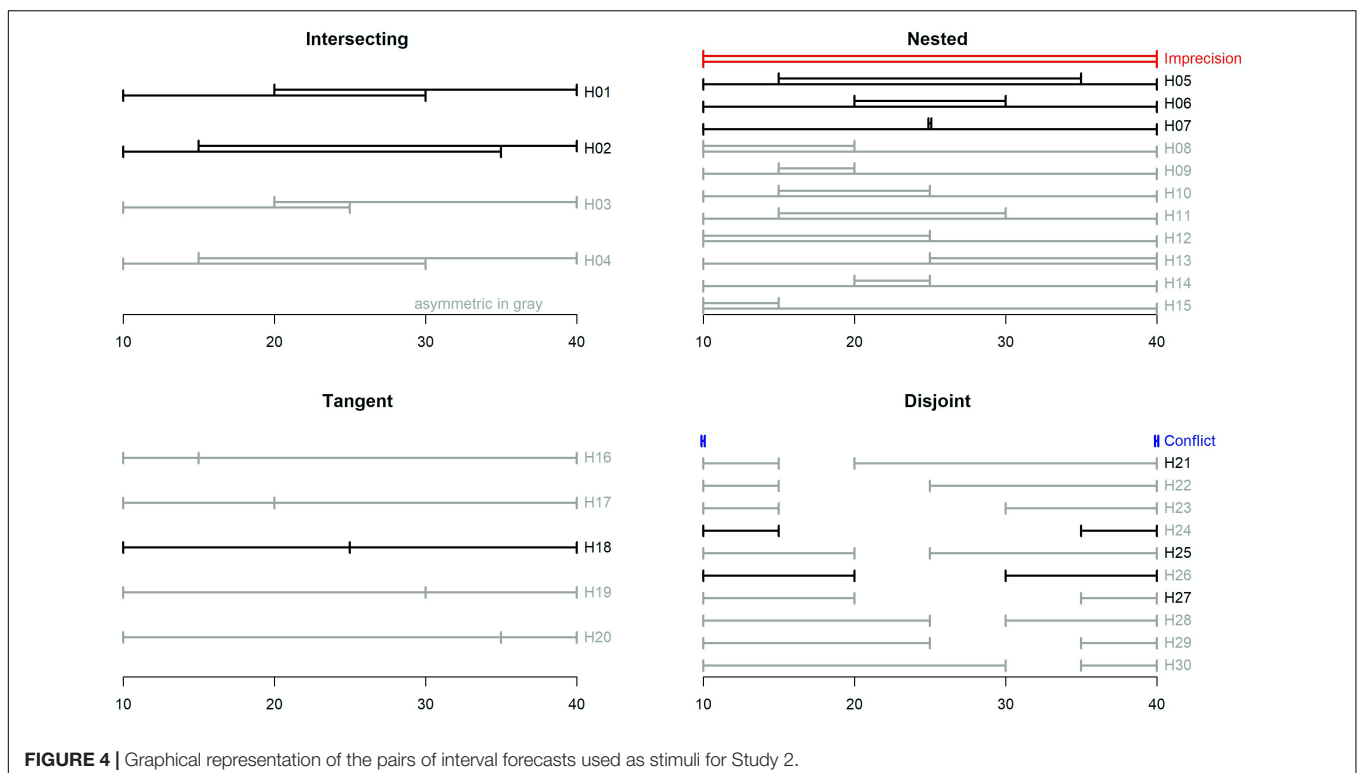 Intersecting
H01
H02
H03
H04
asymmetric in gray
10 20 30 40
Nested
Imprecision
H05
H06
H07
H08
H09
H10
H11
H12
H13
H14
H15
10 20 30 40
Tangent
H16
H17
H18
H19
H20
10 20 30 40
Disjoint
Conflict
H21
H22
H23
H24
H25
H26
H27
H28
H29
H30
10 20 30 40
FIGURE 4 | Graphical representation of the pairs of interval forecasts used as stimuli for Study 2.